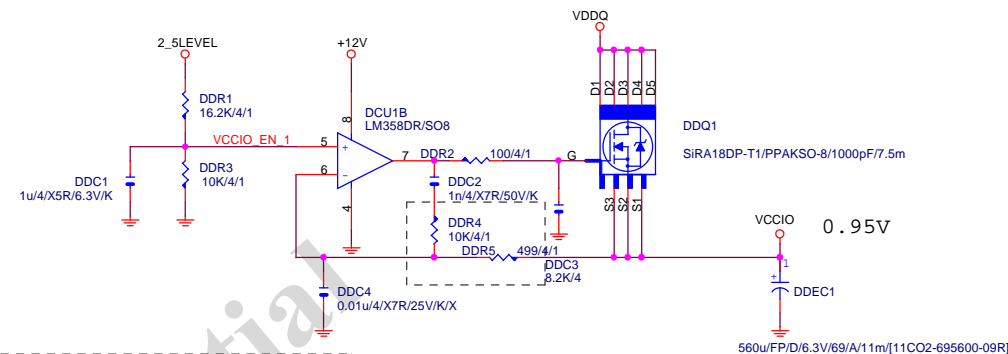 VDDQ
2_5LEVEL
+12V
D1
D2
D3
D4
D5
DDR1
16.2K/4/1
DCU1B
LM358DR/SO8
8
DDQ1
VCCIO_EN_1
5
+
7
DDR2
100/4/1
G
SiRA18DP-T1/PPAKSO-8/1000pF/7.5m
DDR3
10K/4/1
6
-
DDC1
1u/4/X5R/6.3V/K
4
DDC2
1n/4/X7R/50V/K
S3
S2
S1
VCCIO
0.95V
DDR4
10K/4/1
DDR5
499/4/1
DDC3
8.2K/4
1
+
DDC4
0.01u/4/X7R/25V/K/X
DDEC1
ntial
560u/FP/D/6.3V/69/A/11m/[11CO2-695600-09R]